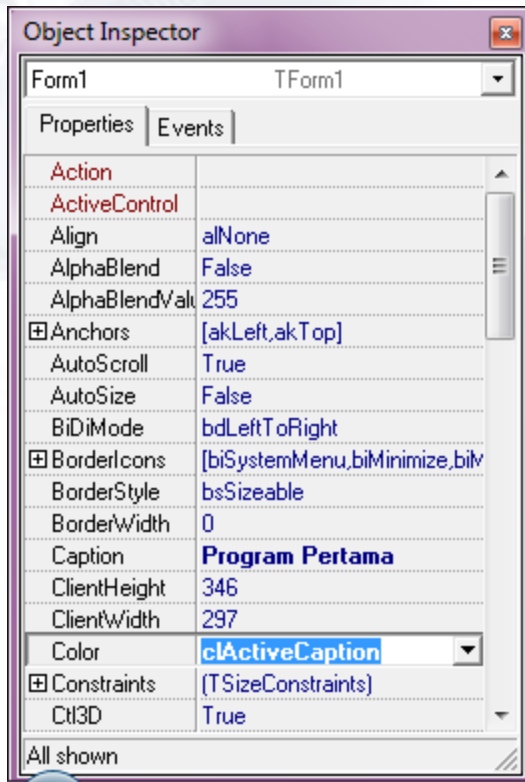 Object Inspector
Form1 TForm1
Properties Events
Action
ActiveControl
Align alNone
AlphaBlend False
AlphaBlendValu 255
Anchors [akLeft,akTop]
AutoScroll True
AutoSize False
BiDiMode bdLeftToRight
BorderIcons [biSystemMenu,biMinimize,biM
BorderStyle bsSizeable
BorderWidth 0
Caption Program Pertama
ClientHeight 346
ClientWidth 297
Color clActiveCaption
Constraints (TSizeConstraints)
Ctl3D True
All shown